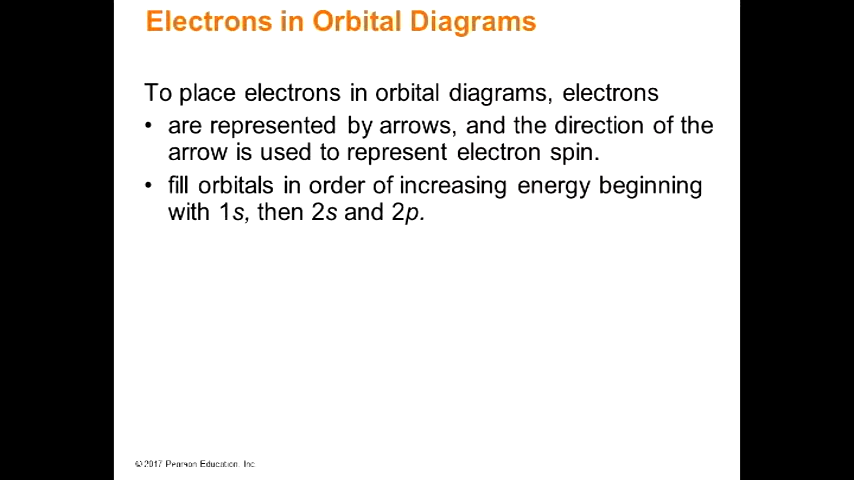 Electrons in Orbital Diagrams
To place electrons in orbital diagrams, electrons
• are represented by arrows, and the direction of the
arrow is used to represent electron spin.
• fill orbitals in order of increasing energy beginning
with 1s, then 2s and 2p.
© 2017 Pearson Education, Inc